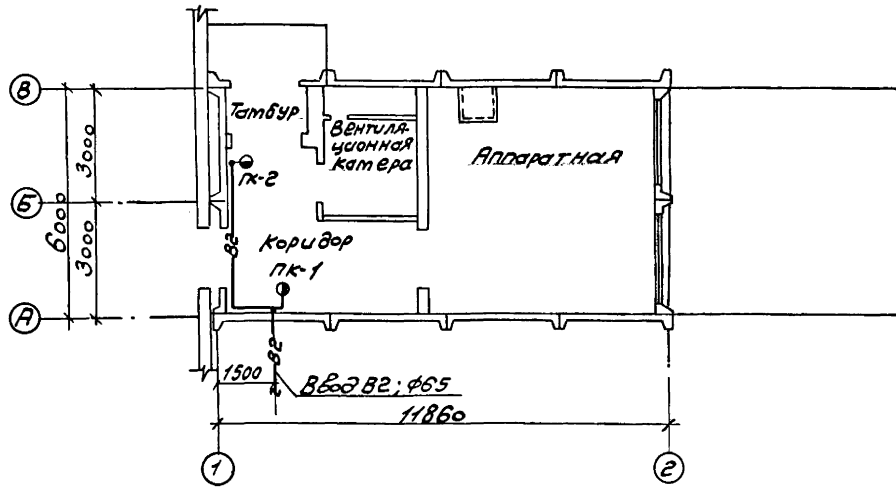 В
Тамбур
Вентиля-
ционная
камера
Аппаратная
3000
ПК-2
Б
6000
В2
Коридор
3000
ПК-1
А
В2
1500
Ввод В2; ϕ65
11860
1
2